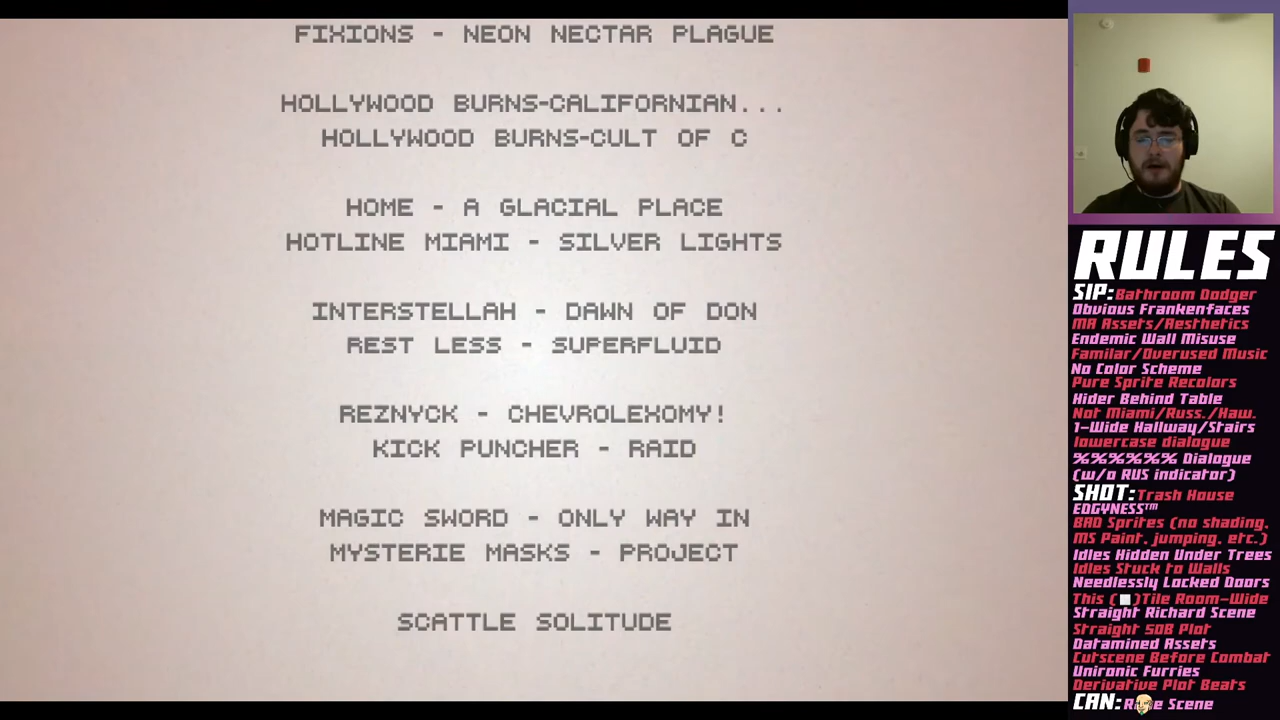 FIXIONS - NEON NECTAR PLAGUE
HOLLYWOOD BURNS-CALIFORNIAN...
HOLLYWOOD BURNS-CULT OF C
HOME - A GLACIAL PLACE
HOTLINE MIAMI - SILVER LIGHTS
INTERSTELLAH - DAWN OF DON
REST LESS - SUPERFLUID
REZNYCK - CHEVROLEXOMY!
KICK PUNCHER - RAID
MAGIC SWORD - ONLY WAY IN
MYSTERIE MASKS - PROJECT
SCATTLE SOLITUDE
RULES
SIP: Bathroom Dodger
Obvious Frankenfaces
MA Assets/Aesthetics
Endemic Wall Misuse
Familar/Overused Music
No Color Scheme
Pure Sprite Recolors
Hider Behind Table
Not Miami/Russ./Haw.
1-Wide Hallway/Stairs
lowercase dialogue
%%%%%% Dialogue
(w/o RUS indicator)
SHOT: Trash House
EDGYNESS™
BAD Sprites (no shading,
MS Paint, jumping, etc.)
Idles Hidden Under Trees
Idles Stuck to Walls
Needlessly Locked Doors
This ( )Tile Room-Wide
Straight Richard Scene
Straight 50B Plot
Datamined Assets
Cutscene Before Combat
Unironic Furries
Derivative Plot Beats
CAN: Scene